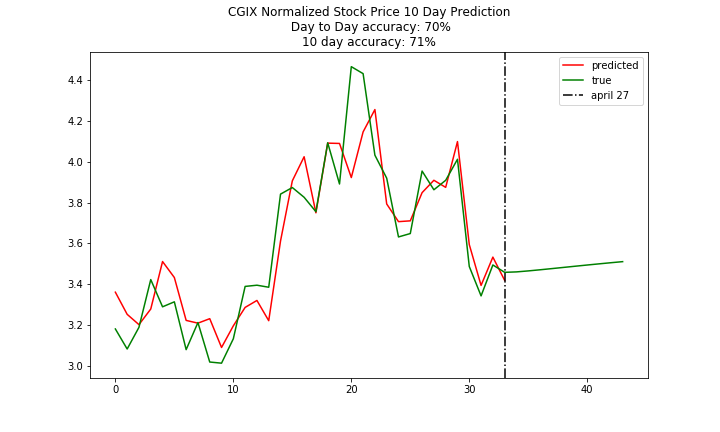 CGIX Normalized Stock Price 10 Day Prediction
Day to Day accuracy: 70%
10 day accuracy: 71%
predicted
true
april 27
4.4
4.2
4.0
3.8
3.6
3.4
3.2
3.0
0 10 20 30 40